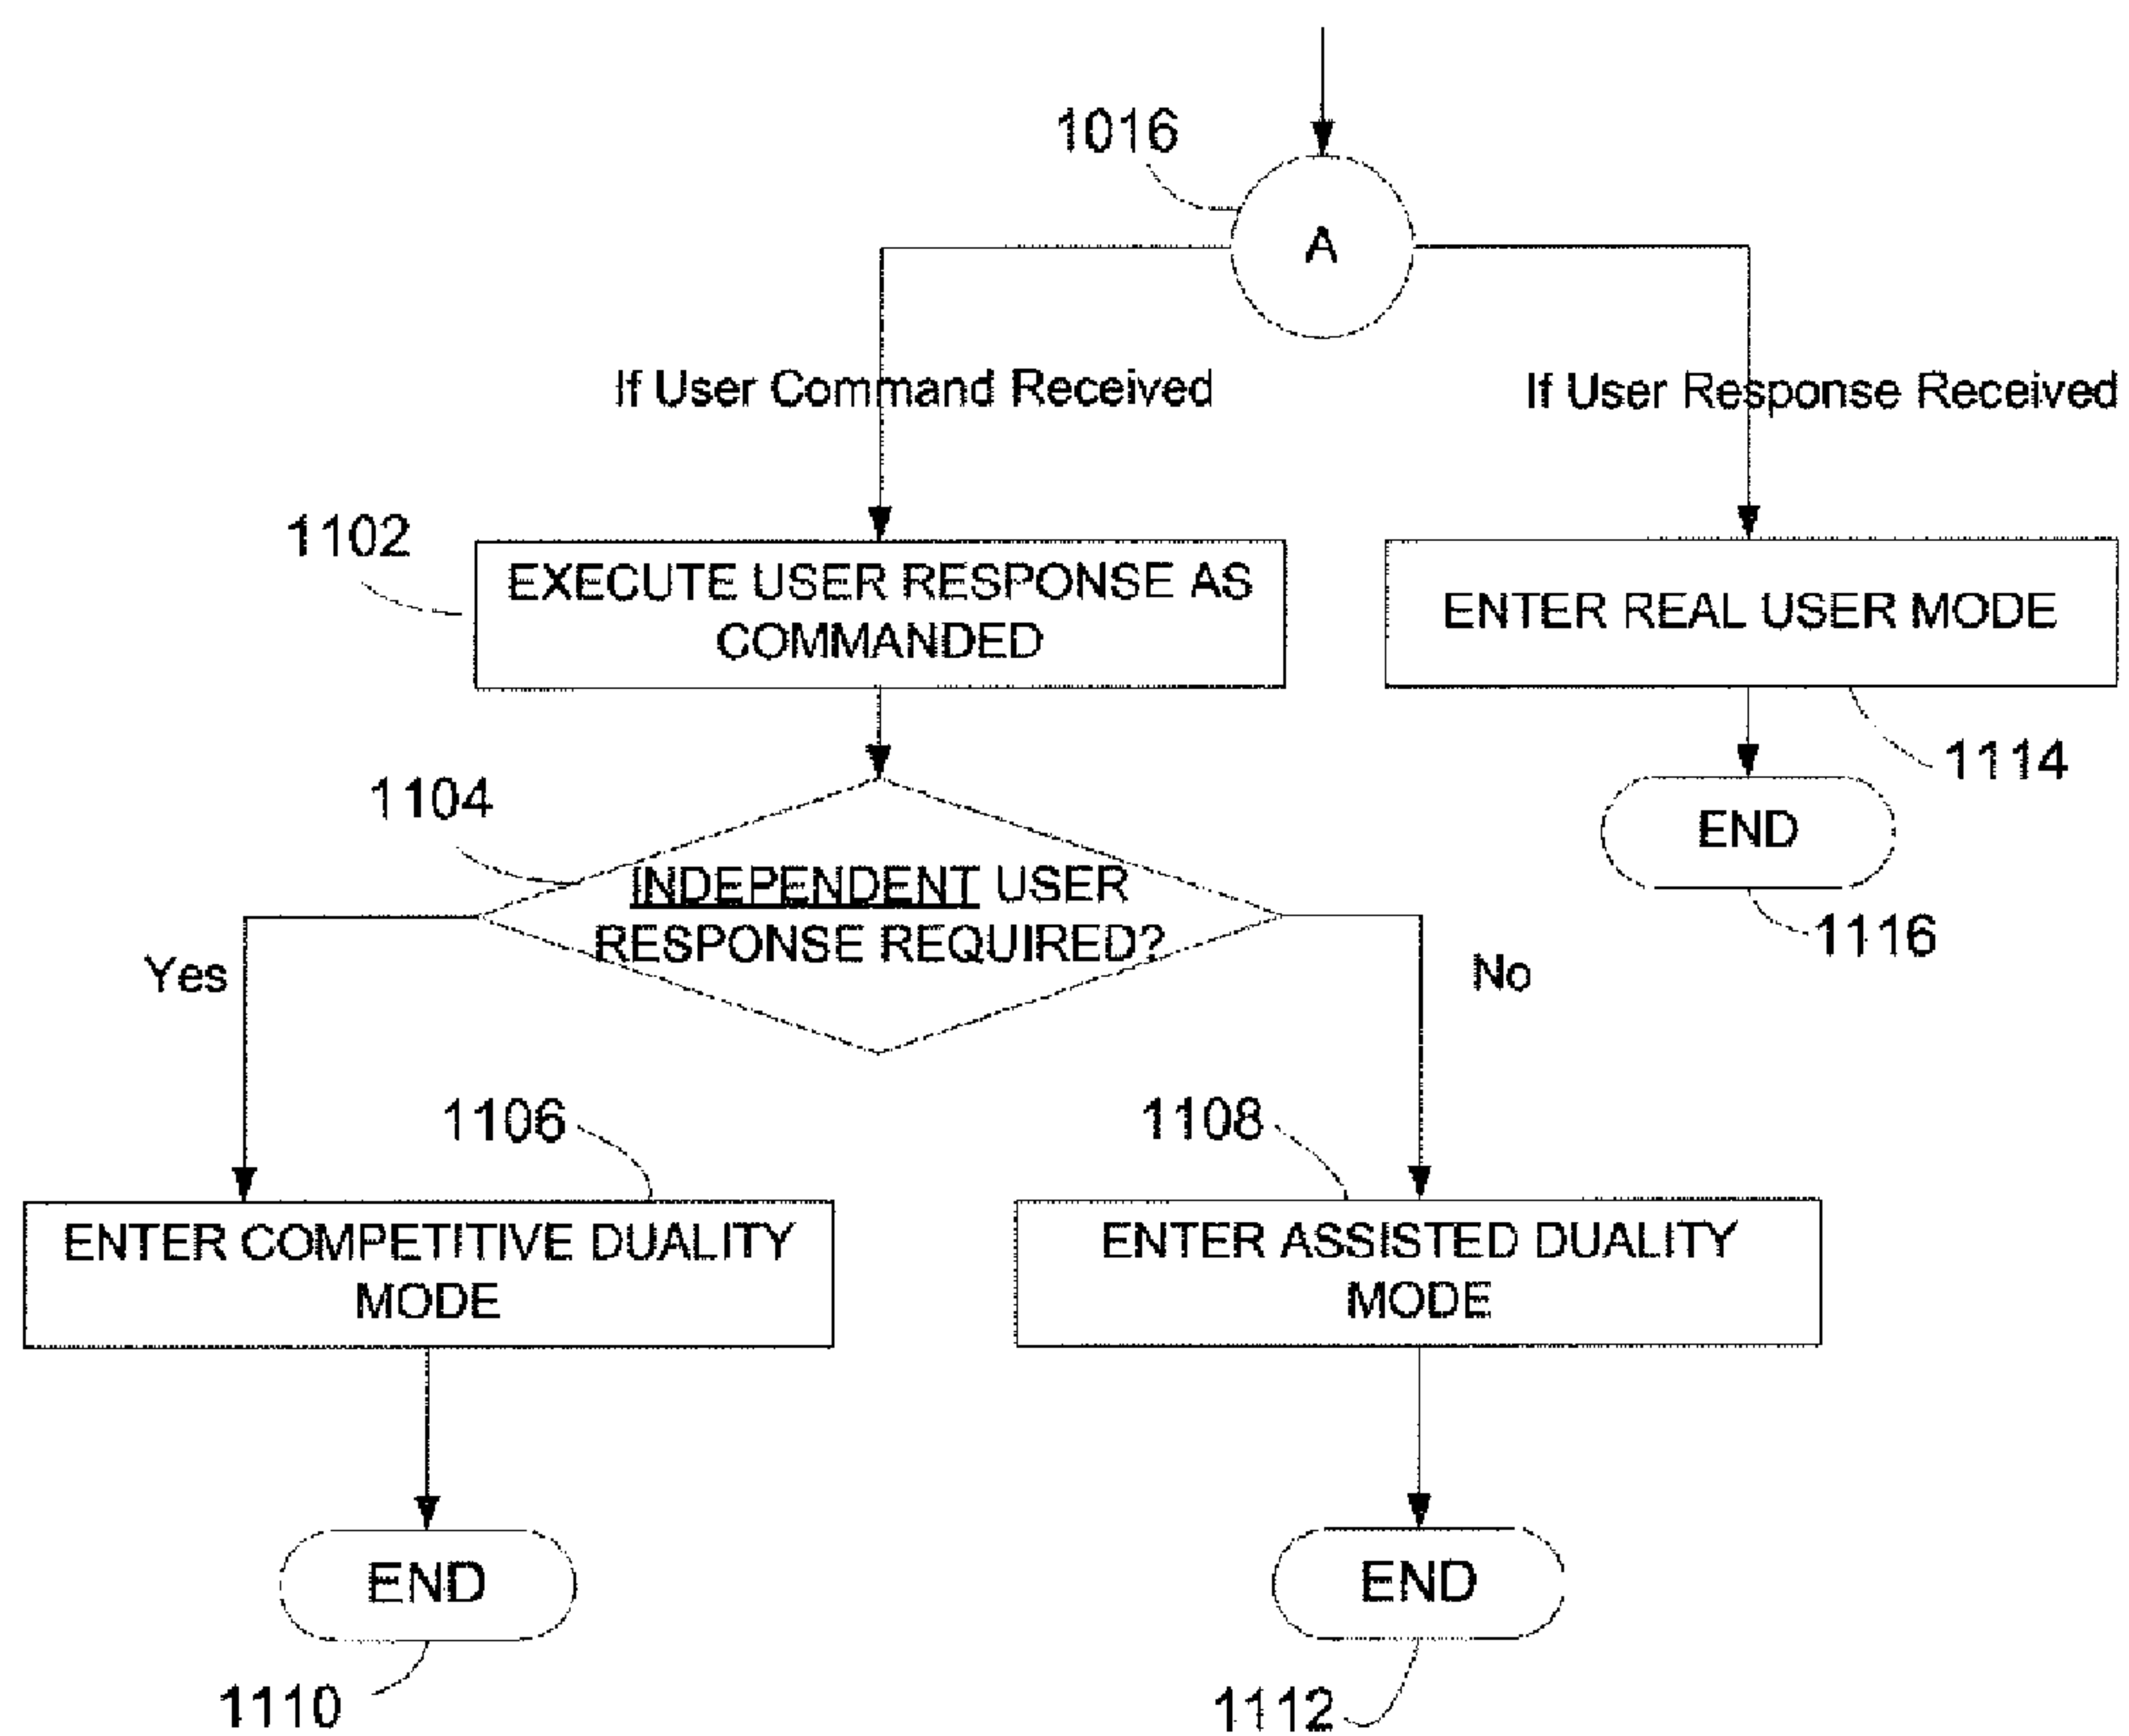 1016
A
If User Command Received
If User Response Received
1102
EXECUTE USER RESPONSE AS
COMMANDED
ENTER REAL USER MODE
1114
1104
END
INDEPENDENT USER
RESPONSE REQUIRED?
1116
Yes
No
1106
1108
ENTER COMPETITIVE DUALITY
MODE
ENTER ASSISTED DUALITY
MODE
END
END
1110
1112